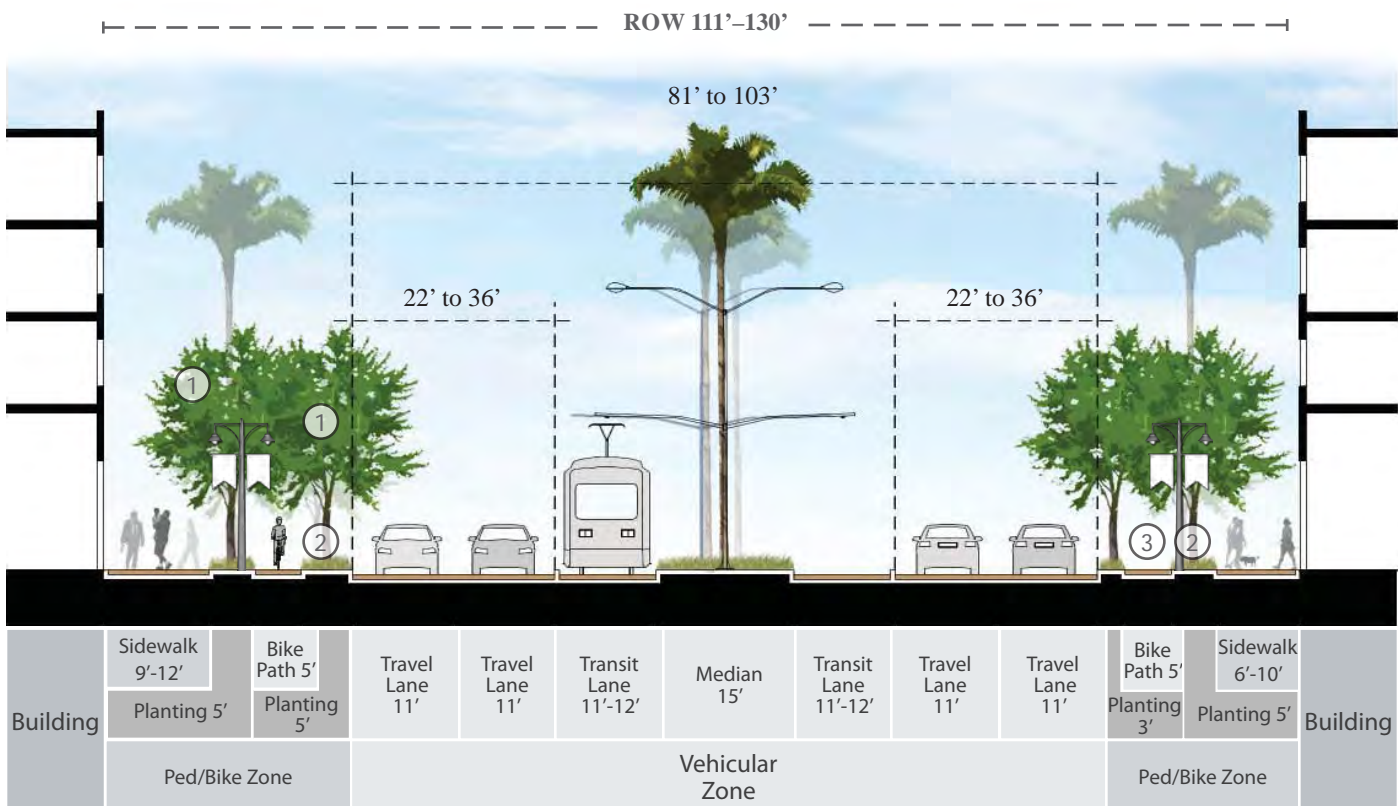 ROW 111’–130’
81’ to 103’
22’ to 36’
22’ to 36’
1
1
2
3
2
Building
Sidewalk
9’-12’
Planting 5’
Bike
Path 5’
Planting
5’
Travel
Lane
11’
Travel
Lane
11’
Transit
Lane
11’-12’
Median
15’
Transit
Lane
11’-12’
Travel
Lane
11’
Travel
Lane
11’
Bike
Path 5’
Planting
3’
Sidewalk
6’-10’
Planting 5’
Building
Ped/Bike Zone
Vehicular
Zone
Ped/Bike Zone